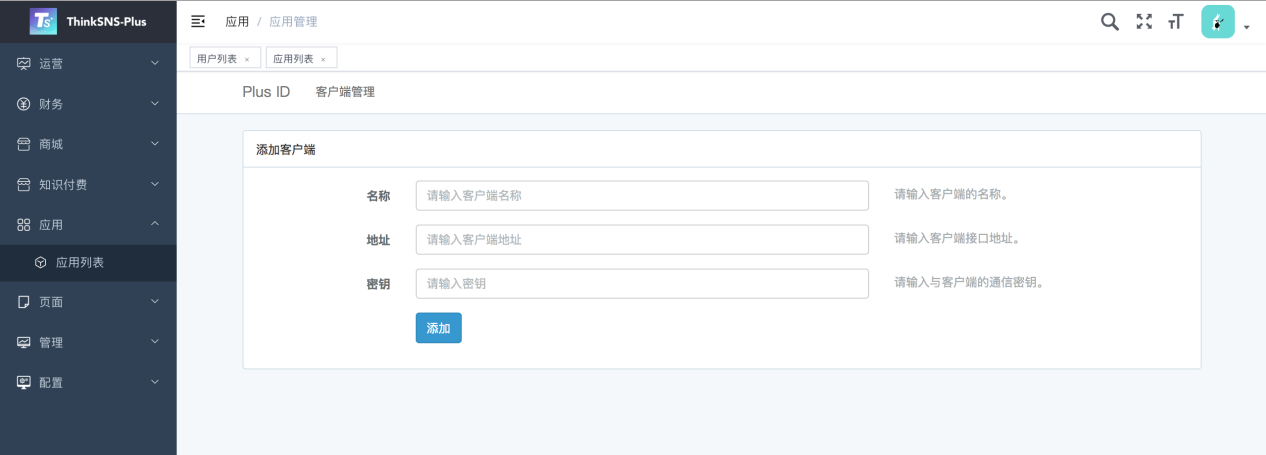 TS+ ThinkSNS-Plus
应用 / 应用管理
TT
运营
用户列表 ×
应用列表 ×
Plus ID
客户端管理
财务
添加客户端
商城
知识付费
名称
请输入客户端名称
请输入客户端的名称。
应用
地址
请输入客户端地址
请输入客户端接口地址。
应用列表
密钥
请输入密钥
请输入与客户端的通信密钥。
页面
添加
管理
配置